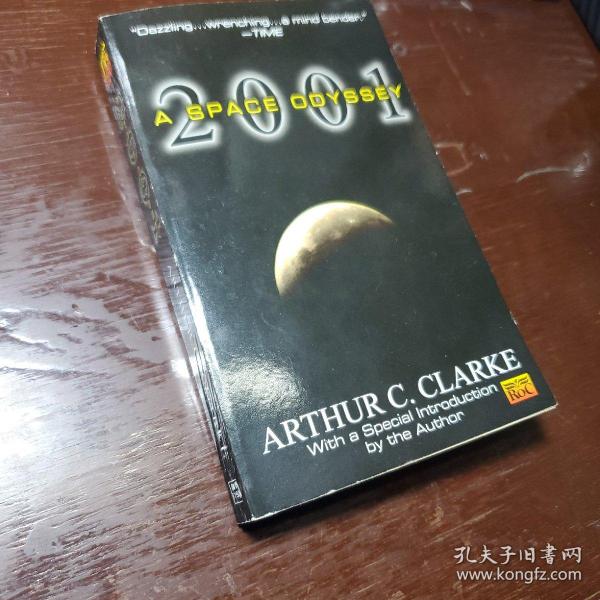 "Dazzling...wrenching...a mind bender."
—TIME
2001
A SPACE ODYSSEY
ARTHUR C. CLARKE
With a Special Introduction
by the Author
ROC
孔夫子旧书网
www.kongfz.com